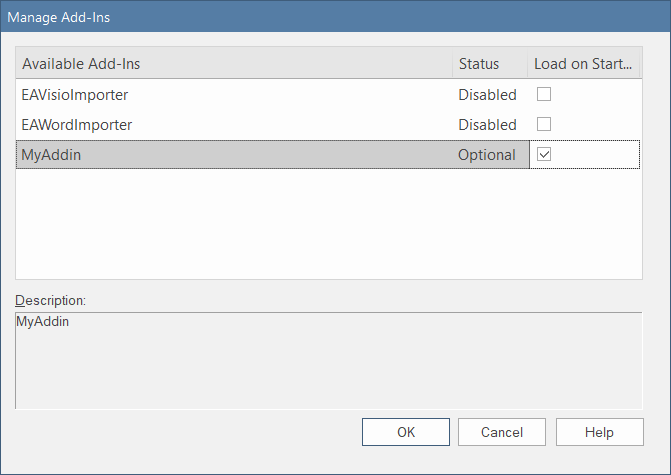 Manage Add-Ins
Available Add-Ins Status Load on Start...
EAVisioImporter Disabled
EAWordImporter Disabled
MyAddin Optional
Description:
MyAddin
OK Cancel Help